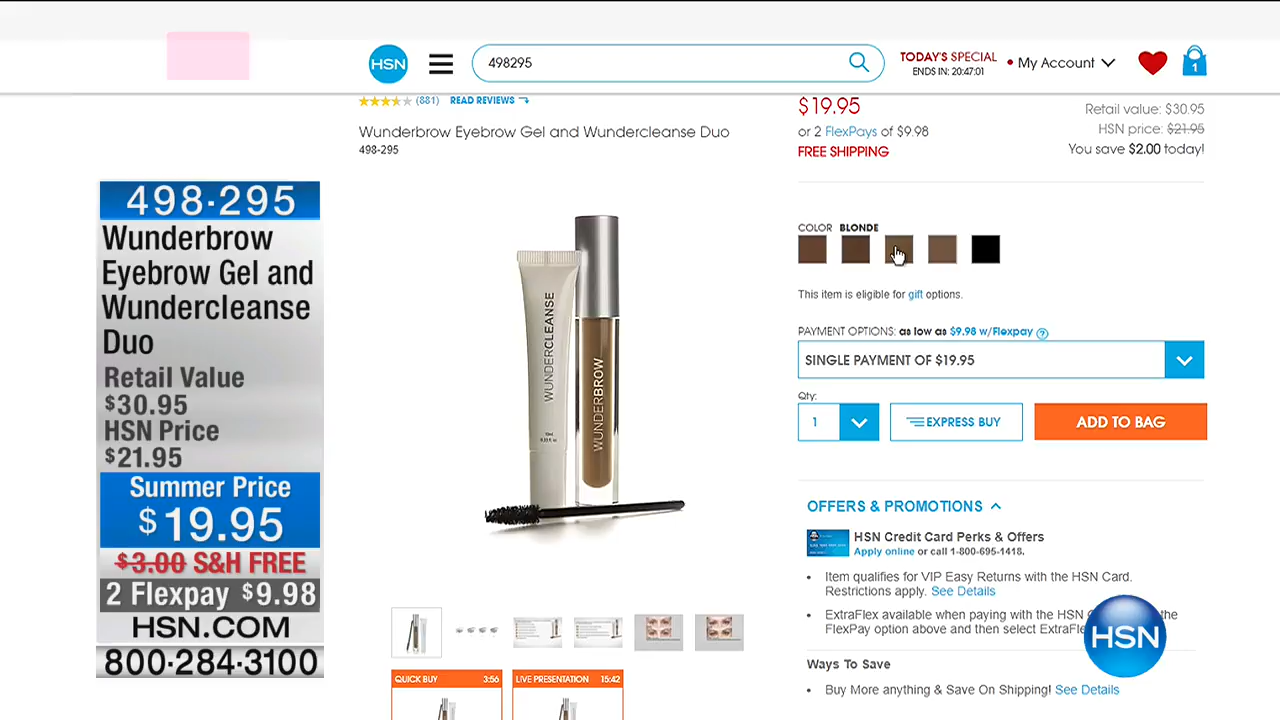 HSN
498295
TODAY'S SPECIAL
ENDS IN: 20:47:01
My Account
1
(881) READ REVIEWS
Wunderbrow Eyebrow Gel and Wundercleanse Duo
498-295
$19.95
or 2 FlexPays of $9.98
FREE SHIPPING
Retail value: $30.95
HSN price: $21.95
You save $2.00 today!
498·295
Wunderbrow
Eyebrow Gel and
Wundercleanse
Duo
Retail Value
$30.95
HSN Price
$21.95
Summer Price
$19.95
$3.00 S&H FREE
2 Flexpay $9.98
HSN.COM
800·284·3100
WUNDERCLEANSE
WUNDERBROW
COLOR BLONDE
This item is eligible for gift options.
PAYMENT OPTIONS: as low as $9.98 w/Flexpay ?
SINGLE PAYMENT OF $19.95
Qty:
1
EXPRESS BUY
ADD TO BAG
OFFERS & PROMOTIONS
HSN Credit Card Perks & Offers
Apply online or call 1-800-695-1418.
• Item qualifies for VIP Easy Returns with the HSN Card.
Restrictions apply. See Details
• ExtraFlex available when paying with the HSN the
FlexPay option above and then select
HSN
Ways To Save
• Buy More anything & Save On Shipping! See Details
QUICK BUY 3:56
LIVE PRESENTATION 15:42